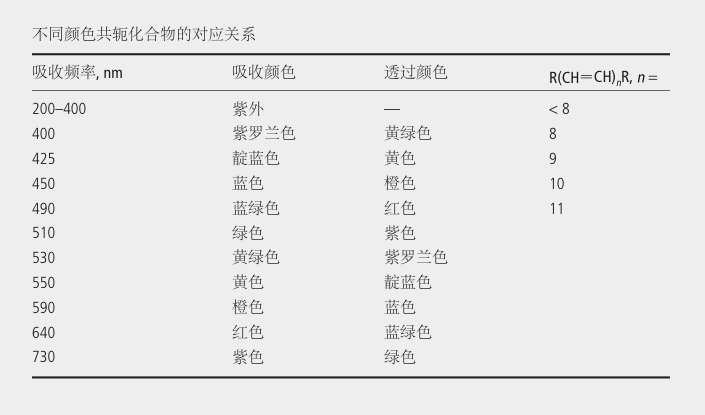 不同颜色共轭化合物的对应关系
吸收频率, nm 吸收颜色 透过颜色 R(CH=CH)nR, n =
200–400 紫外 — < 8
400 紫罗兰色 黄绿色 8
425 靛蓝色 黄色 9
450 蓝色 橙色 10
490 蓝绿色 红色 11
510 绿色 紫色
530 黄绿色 紫罗兰色
550 黄色 靛蓝色
590 橙色 蓝色
640 红色 蓝绿色
730 紫色 绿色